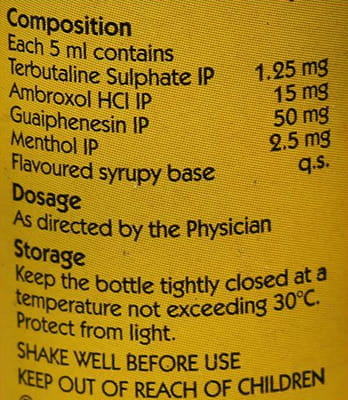 Composition
Each 5 ml contains
Terbutaline Sulphate IP 1.25 mg
Ambroxol HCl IP 15 mg
Guaiphenesin IP 50 mg
Menthol IP 2.5 mg
Flavoured syrupy base q.s.
Dosage
As directed by the Physician
Storage
Keep the bottle tightly closed at a
temperature not exceeding 30°C.
Protect from light.
SHAKE WELL BEFORE USE
KEEP OUT OF REACH OF CHILDREN